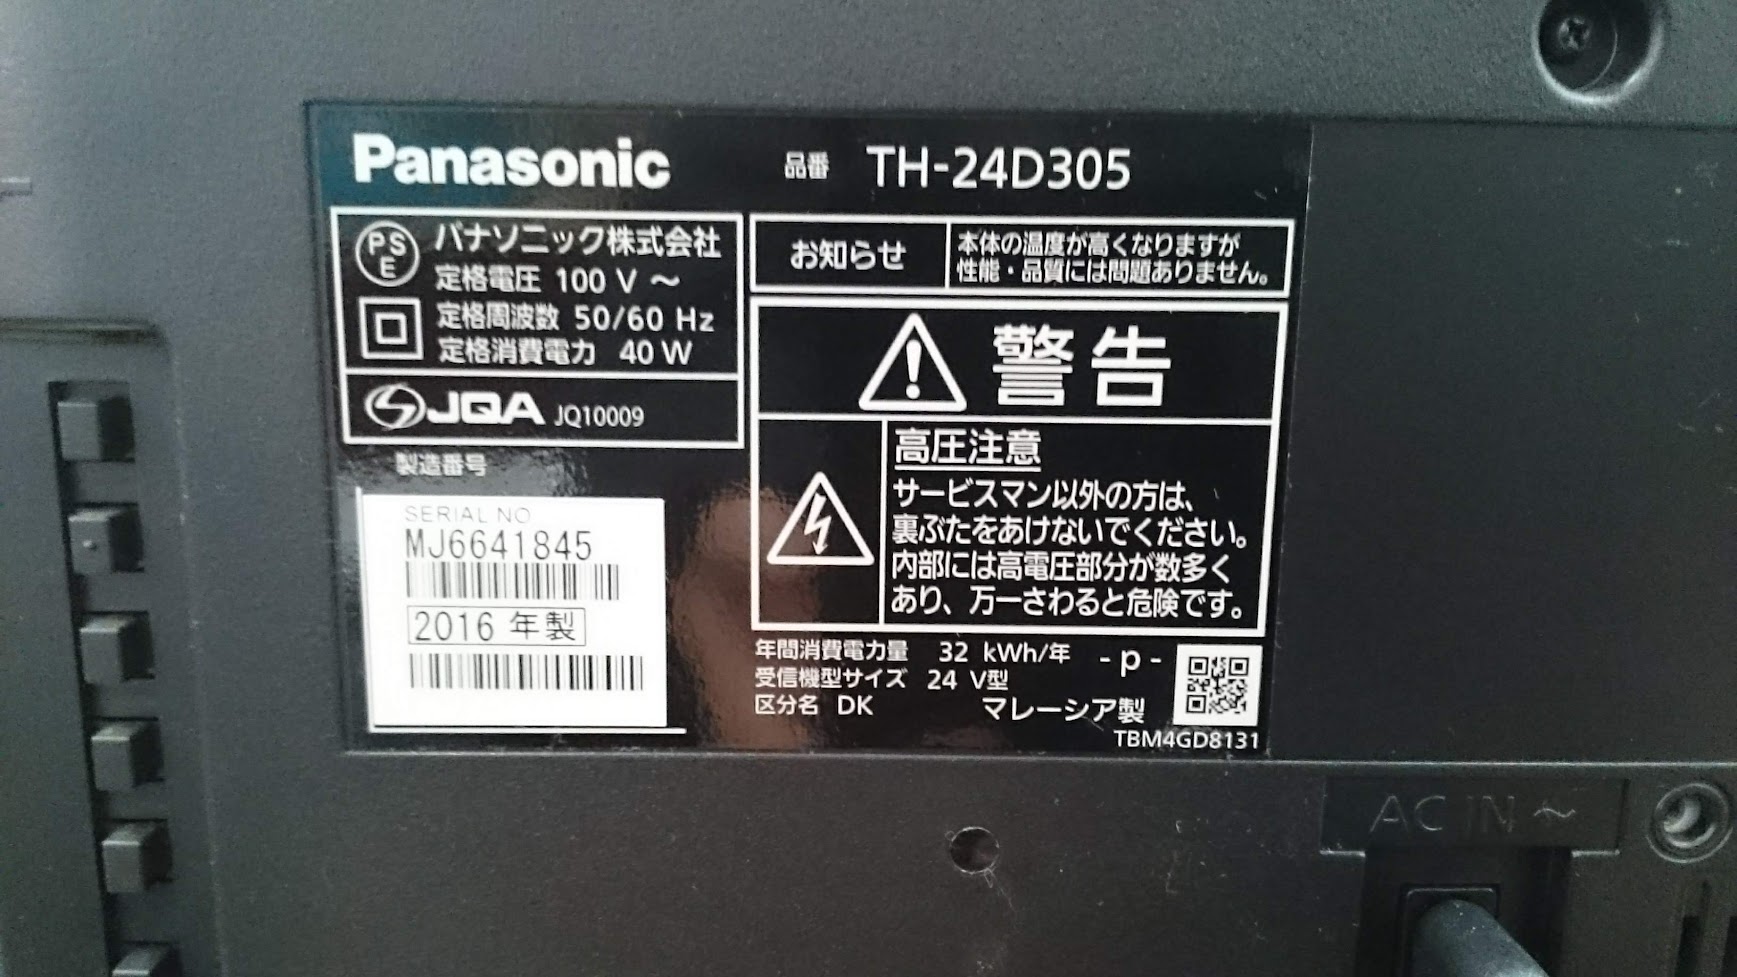 Panasonic
品番 TH-24D305
PS
E
パナソニック株式会社
定格電圧 100 V ～
定格周波数 50/60 Hz
定格消費電力 40 W
JQA JQ10009
製造番号
SERIAL NO
MJ6641845
2016 年製
お知らせ
本体の温度が高くなりますが
性能・品質には問題ありません。
警告
高圧注意
サービスマン以外の方は、
裏ぶたをあけないでください。
内部には高電圧部分が数多く
あり、万一さわると危険です。
年間消費電力量 32 kWh/年 - p -
受信機型サイズ 24 V型
区分名 DK マレーシア製
TBM4GD8131
AC IN ～